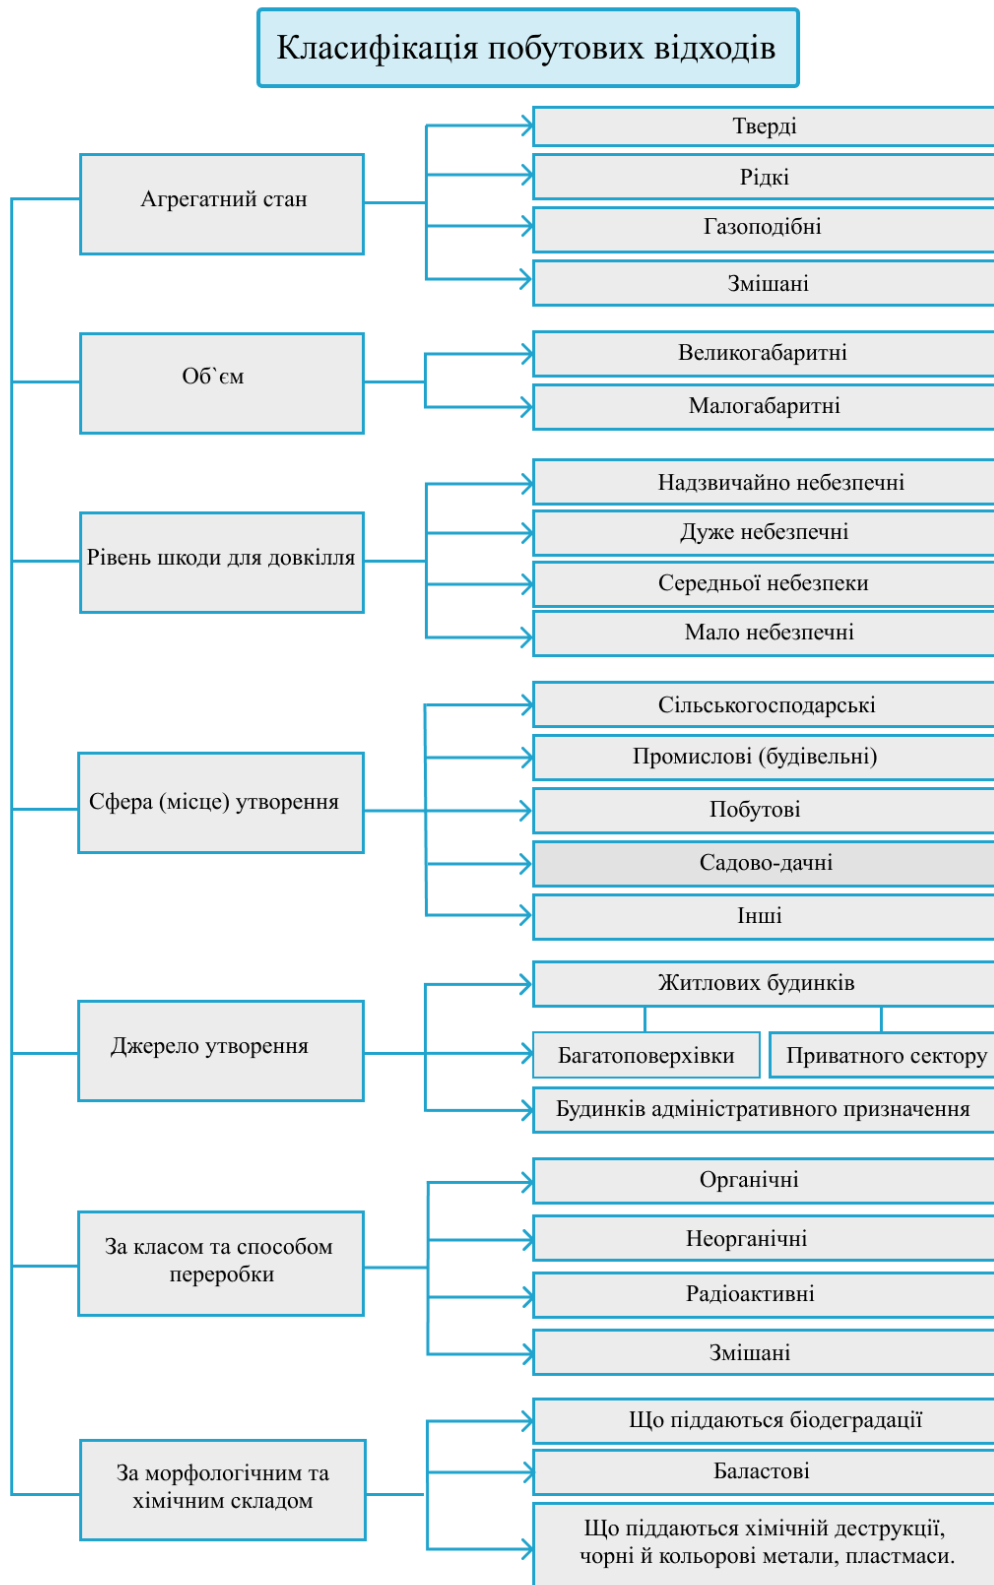 Класифікація побутових відходів
Агрегатний стан
Тверді
Рідкі
Газоподібні
Змішані
Об`єм
Великогабаритні
Малогабаритні
Рівень шкоди для довкілля
Надзвичайно небезпечні
Дуже небезпечні
Середньої небезпеки
Мало небезпечні
Сфера (місце) утворення
Сільськогосподарські
Промислові (будівельні)
Побутові
Садово-дачні
Інші
Джерело утворення
Житлових будинків
Багатоповерхівки
Приватного сектору
Будинків адміністративного призначення
За класом та способом
переробки
Органічні
Неорганічні
Радіоактивні
Змішані
За морфологічним та
хімічним складом
Що піддаються біодеградації
Баластові
Що піддаються хімічній деструкції,
чорні й кольорові метали, пластмаси.